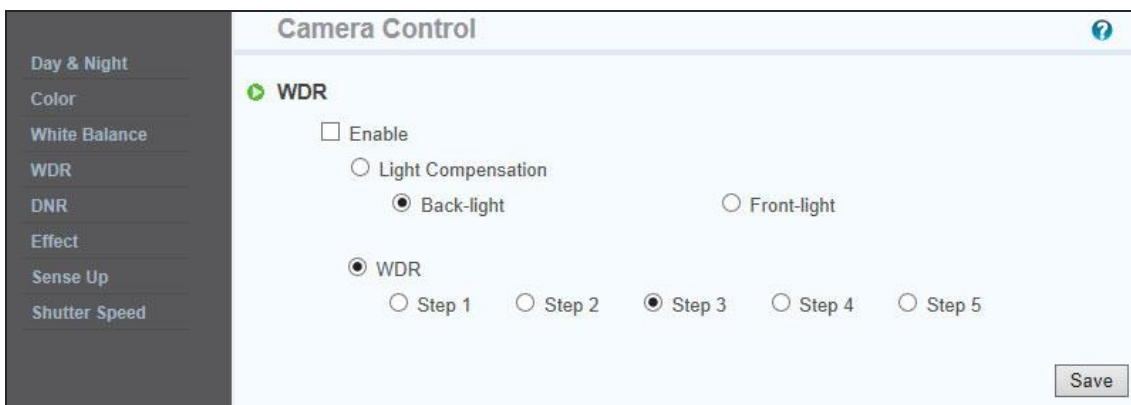 Camera Control
?
Day & Night
Color
White Balance
WDR
DNR
Effect
Sense Up
Shutter Speed
WDR
Enable
Light Compensation
Back-light Front-light
WDR
Step 1 Step 2 Step 3 Step 4 Step 5
Save